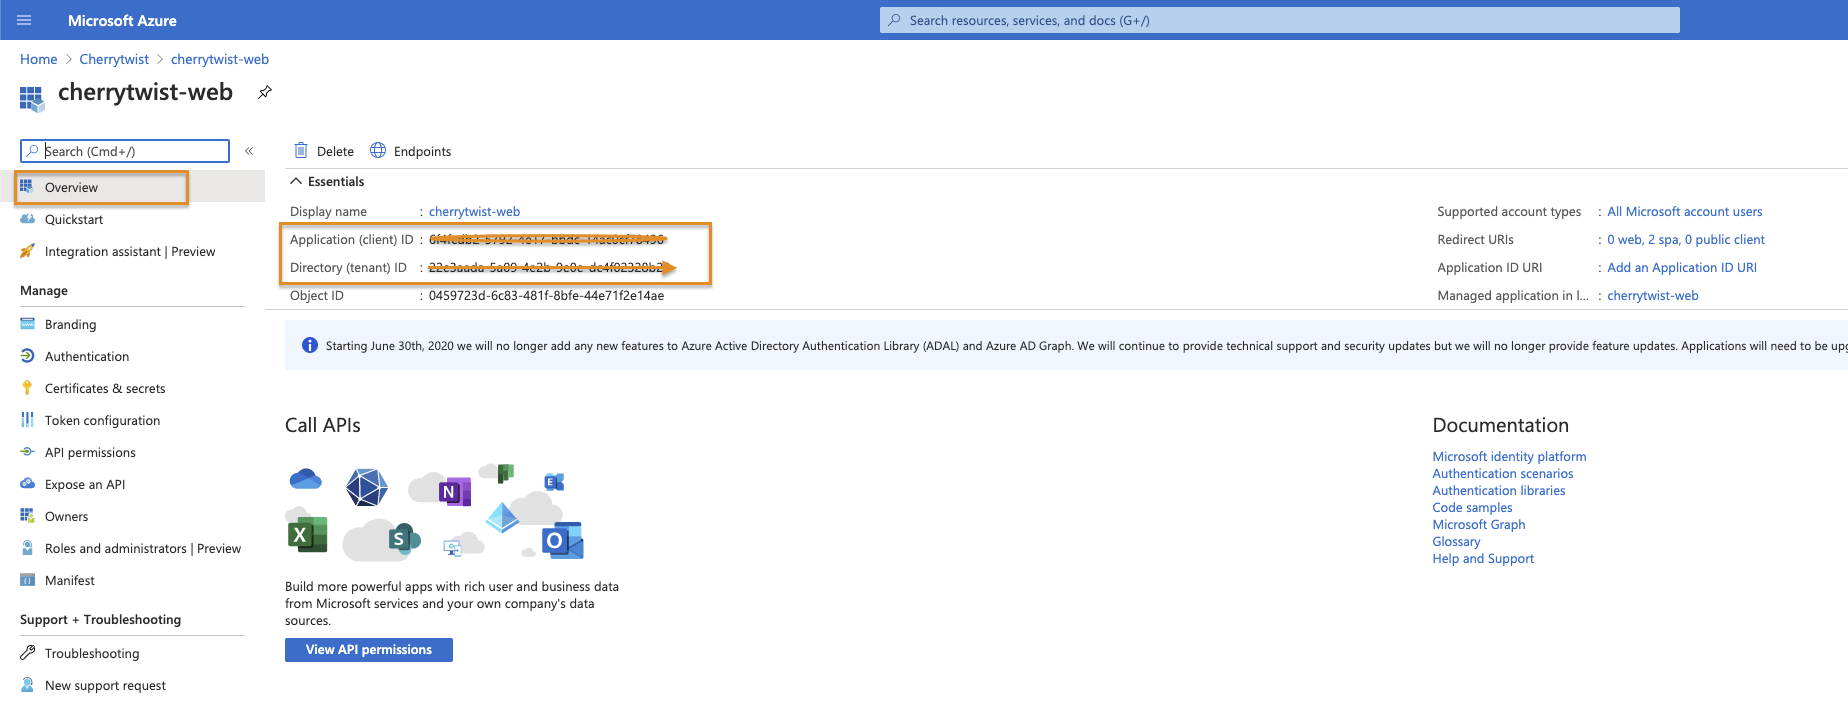 Microsoft Azure
Search resources, services, and docs (G+/)
Home > Cherrytwist > cherrytwist-web
cherrytwist-web
Search (Cmd+/)
«
Overview
Quickstart
Integration assistant | Preview
Manage
Branding
Authentication
Certificates & secrets
Token configuration
API permissions
Expose an API
Owners
Roles and administrators | Preview
Manifest
Support + Troubleshooting
Troubleshooting
New support request
Delete
Endpoints
Essentials
Display name : cherrytwist-web
Application (client) ID :
Directory (tenant) ID :
Object ID : 0459723d-6c83-481f-8bfe-44e71f2e14ae
Supported account types : All Microsoft account users
Redirect URIs : 0 web, 2 spa, 0 public client
Application ID URI : Add an Application ID URI
Managed application in l... : cherrytwist-web
Starting June 30th, 2020 we will no longer add any new features to Azure Active Directory Authentication Library (ADAL) and Azure AD Graph. We will continue to provide technical support and security updates but we will no longer provide feature updates. Applications will need to be upg
Call APIs
N
E
X
S
O
Build more powerful apps with rich user and business data
from Microsoft services and your own company's data
sources.
View API permissions
Documentation
Microsoft identity platform
Authentication scenarios
Authentication libraries
Code samples
Microsoft Graph
Glossary
Help and Support